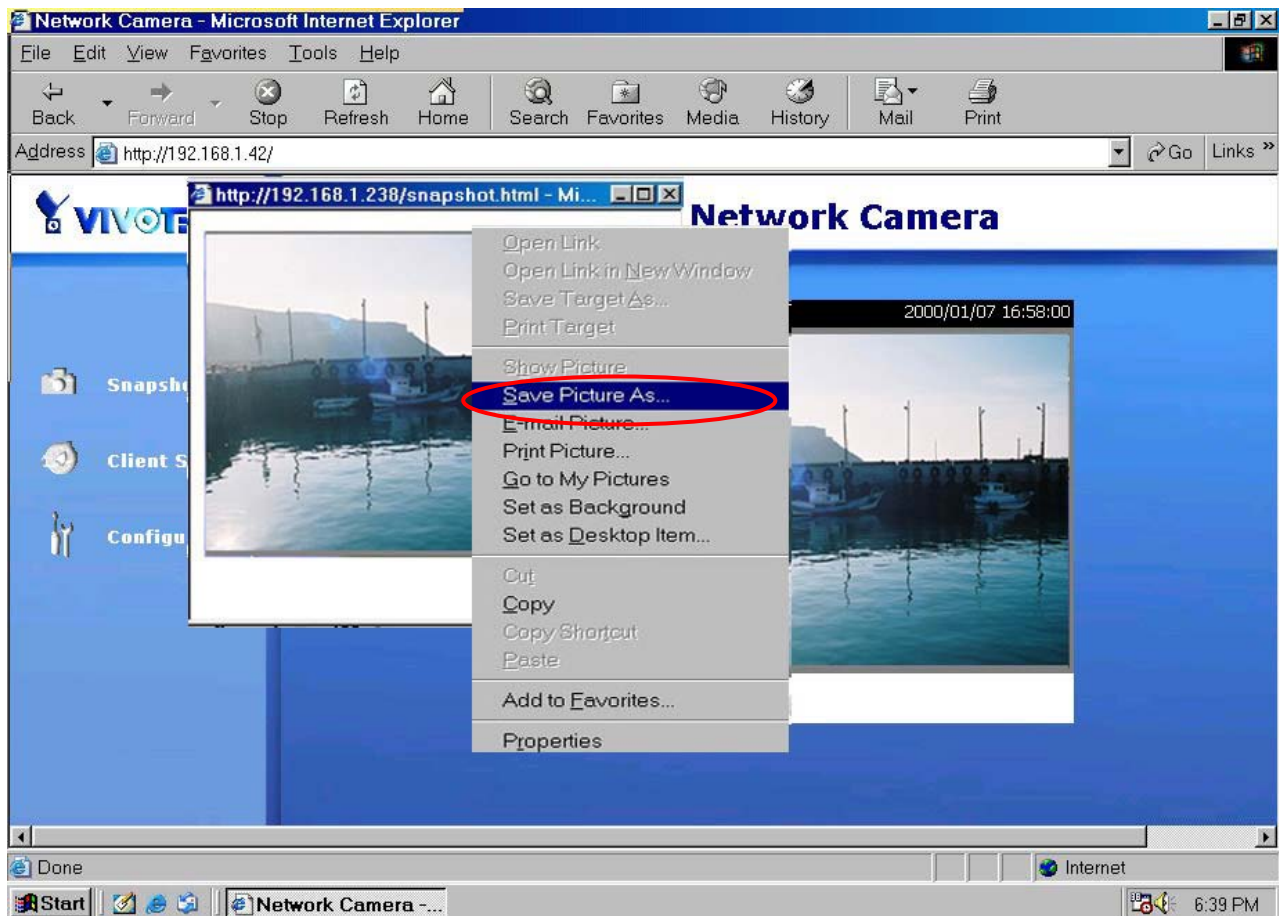 Network Camera - Microsoft Internet Explorer
File Edit View Favorites Tools Help
Back Forward Stop Refresh Home Search Favorites Media History Mail Print
Address http://192.168.1.42/ Go Links »
http://192.168.1.238/snapshot.html - Mi...
VIVOT
Network Camera
2000/01/07 16:58:00
Snapsh
Client S
Configu
Open Link
Open Link in New Window
Save Target As...
Print Target
Show Picture
Save Picture As...
E-mail Picture...
Print Picture...
Go to My Pictures
Set as Background
Set as Desktop Item...
Cut
Copy
Copy Shortcut
Paste
Add to Favorites...
Properties
Done Internet
Start Network Camera -... 6:39 PM